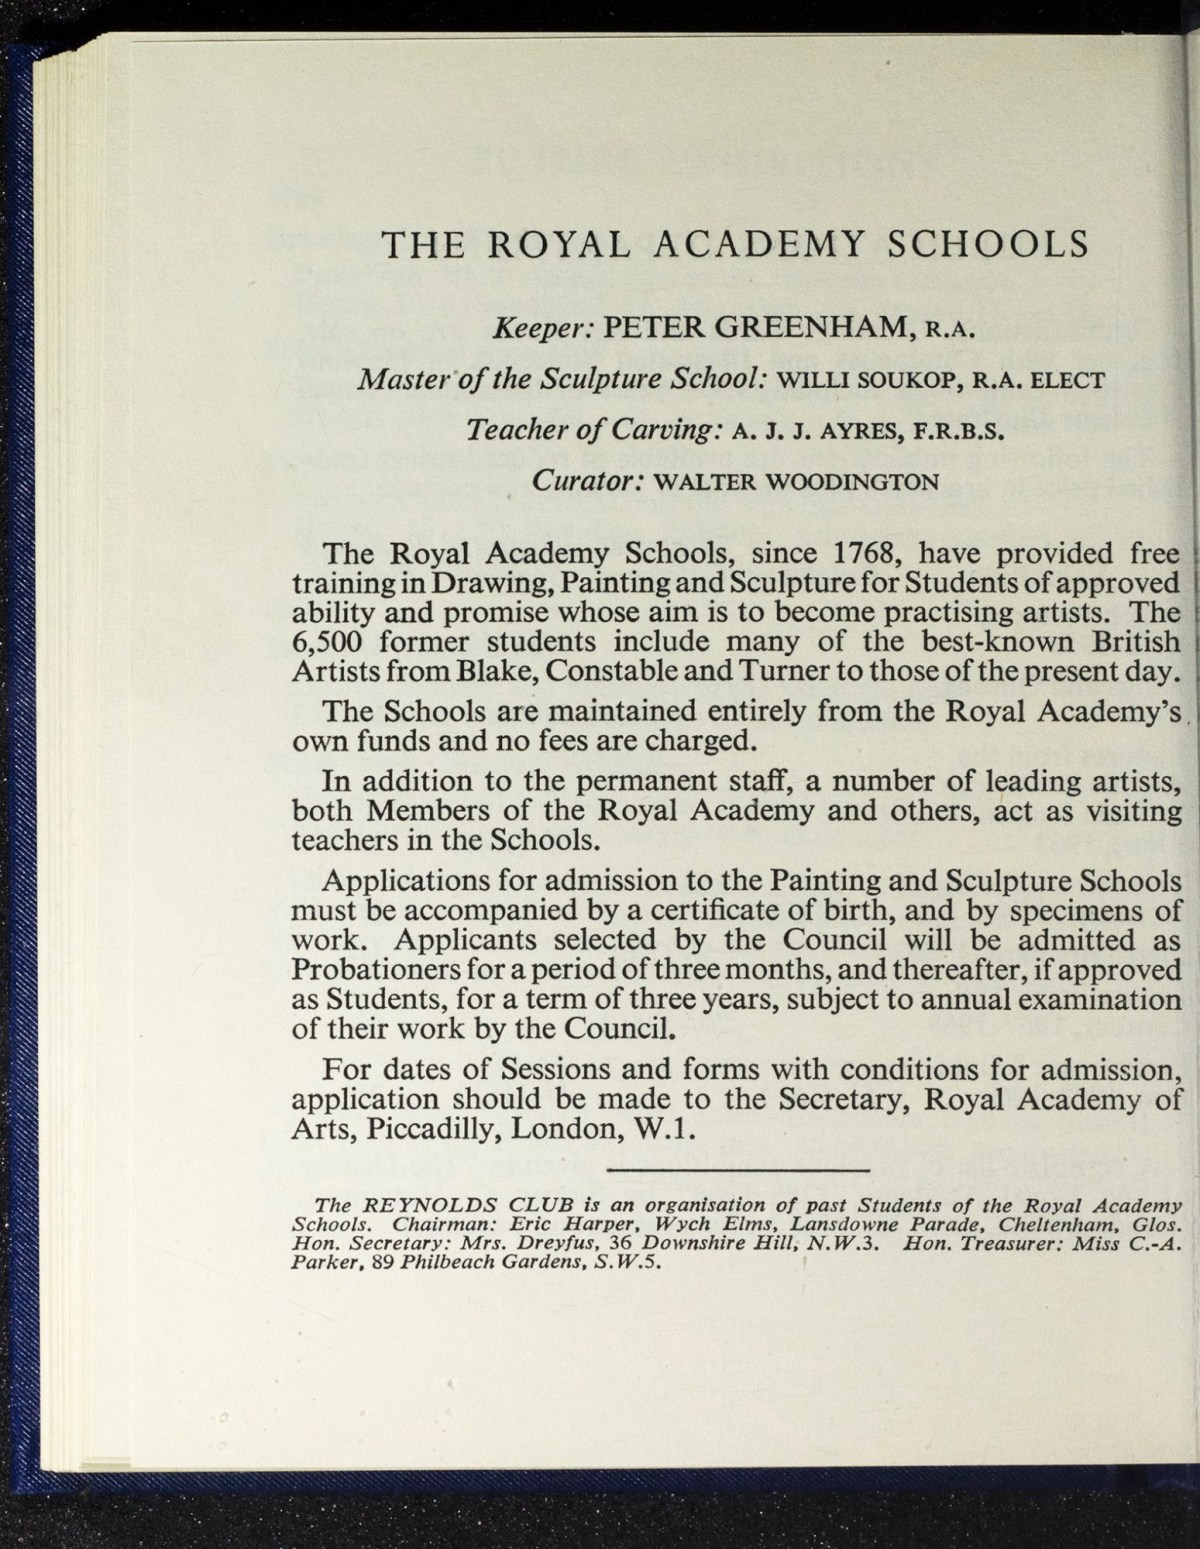 THE ROYAL ACADEMY SCHOOLS
Keeper: PETER GREENHAM, R.A.
Master of the Sculpture School: WILLI SOUKOP, R.A. ELECT
Teacher of Carving: A. J. J. AYRES, F.R.B.S.
Curator: WALTER WOODINGTON
The Royal Academy Schools, since 1768, have provided free
training in Drawing, Painting and Sculpture for Students of approved
ability and promise whose aim is to become practising artists. The
6,500 former students include many of the best-known British
Artists from Blake, Constable and Turner to those of the present day.
The Schools are maintained entirely from the Royal Academy's
own funds and no fees are charged.
In addition to the permanent staff, a number of leading artists,
both Members of the Royal Academy and others, act as visiting
teachers in the Schools.
Applications for admission to the Painting and Sculpture Schools
must be accompanied by a certificate of birth, and by specimens of
work. Applicants selected by the Council will be admitted as
Probationers for a period of three months, and thereafter, if approved
as Students, for a term of three years, subject to annual examination
of their work by the Council.
For dates of Sessions and forms with conditions for admission,
application should be made to the Secretary, Royal Academy of
Arts, Piccadilly, London, W.1.
The REYNOLDS CLUB is an organisation of past Students of the Royal Academy
Schools. Chairman: Eric Harper, Wych Elms, Lansdowne Parade, Cheltenham, Glos.
Hon. Secretary: Mrs. Dreyfus, 36 Downshire Hill, N.W.3. Hon. Treasurer: Miss C.-A.
Parker, 89 Philbeach Gardens, S.W.5.